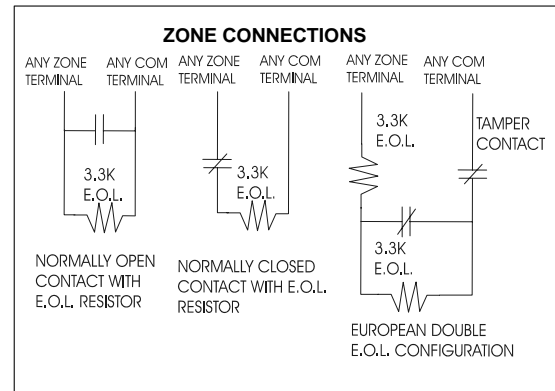 ZONE CONNECTIONS
ANY ZONE TERMINAL
ANY COM TERMINAL
3.3K
E.O.L.
NORMALLY OPEN
CONTACT WITH
E.O.L. RESISTOR
ANY ZONE TERMINAL
ANY COM TERMINAL
3.3K
E.O.L.
NORMALLY CLOSED
CONTACT WITH E.O.L.
RESISTOR
ANY ZONE TERMINAL
ANY COM TERMINAL
3.3K
E.O.L.
TAMPER
CONTACT
3.3K
E.O.L.
EUROPEAN DOUBLE
E.O.L. CONFIGURATION